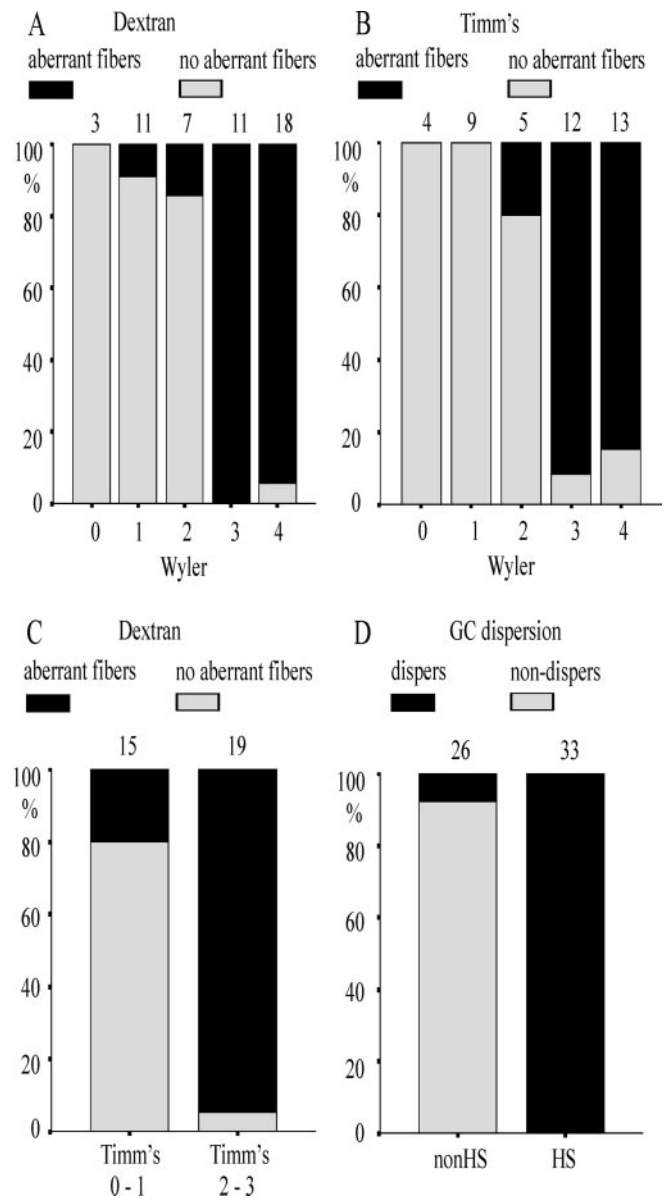 A Dextran
aberrant fibers no aberrant fibers
3 11 7 11 18
100
%
80
60
40
20
0
0 1 2 3 4
Wyler
B Timm's
aberrant fibers no aberrant fibers
4 9 5 12 13
100
%
80
60
40
20
0
0 1 2 3 4
Wyler
C Dextran
aberrant fibers no aberrant fibers
15 19
100
%
80
60
40
20
0
Timm's Timm's
0 - 1 2 - 3
D GC dispersion
dispers non-dispers
26 33
100
%
80
60
40
20
0
nonHS HS